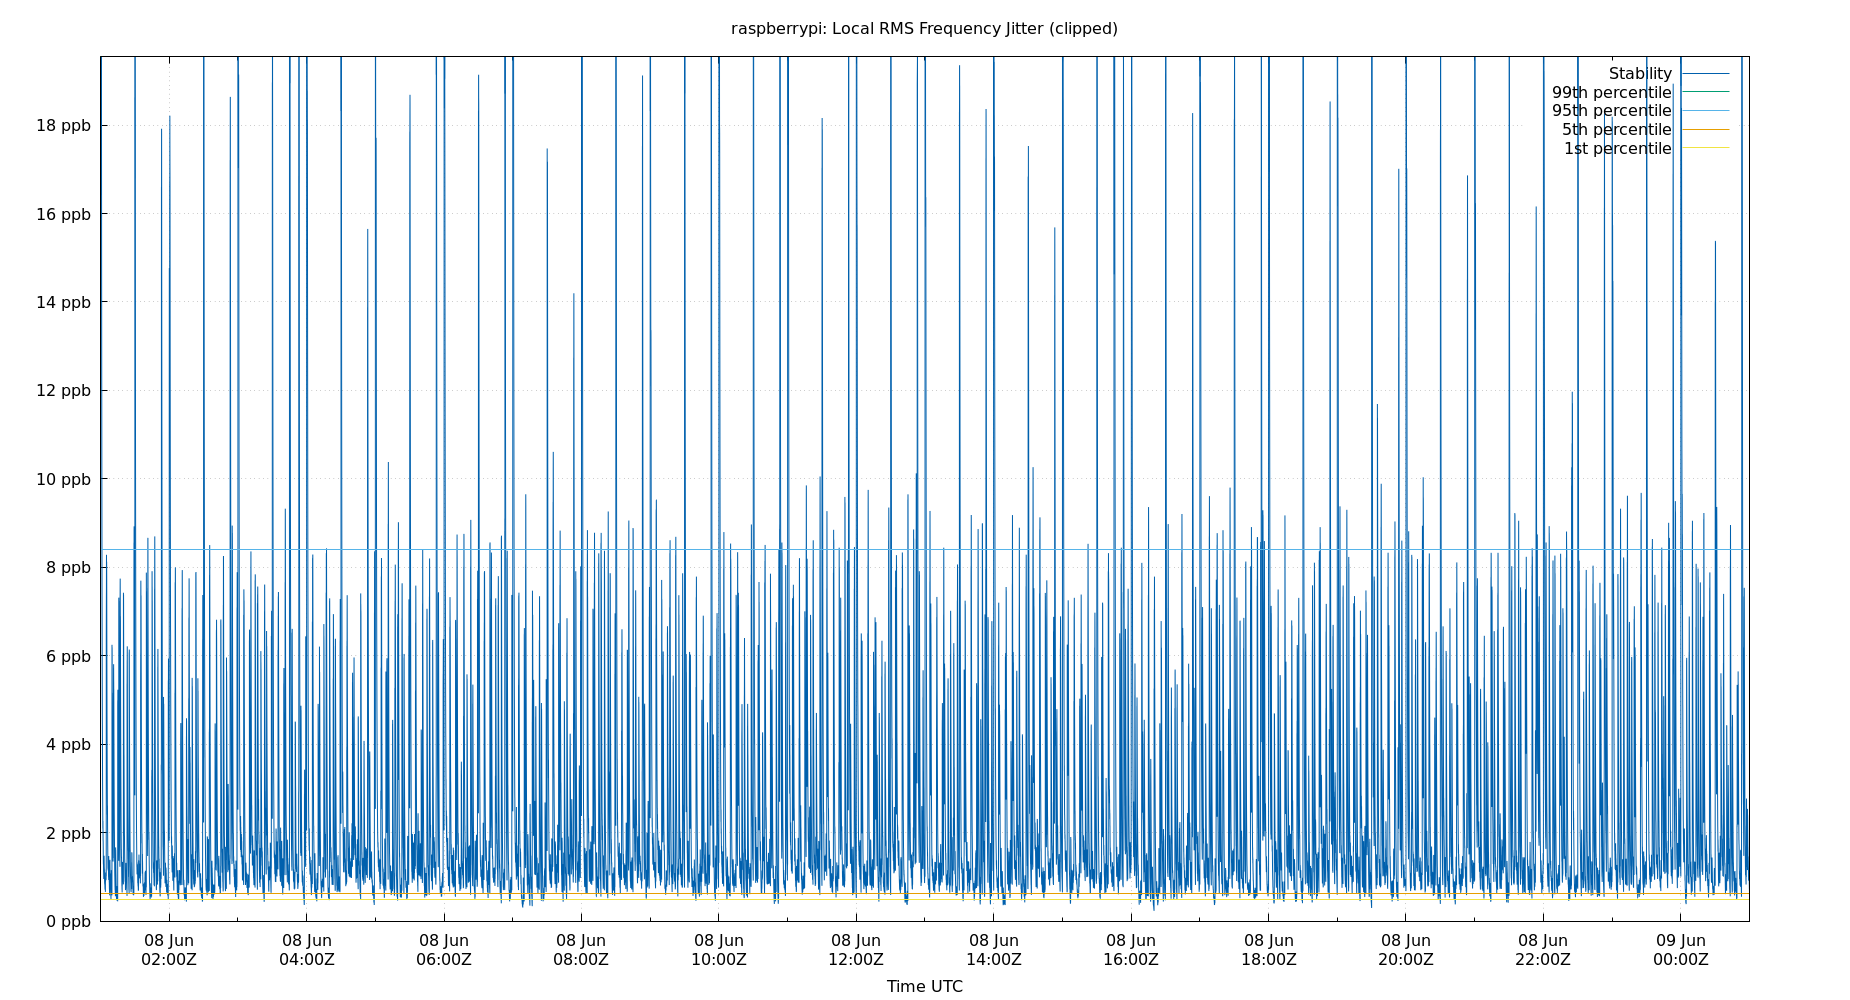 raspberrypi: Local RMS Frequency Jitter (clipped)
Stability
99th percentile
95th percentile
5th percentile
1st percentile
18 ppb
16 ppb
14 ppb
12 ppb
10 ppb
8 ppb
6 ppb
4 ppb
2 ppb
0 ppb
08 Jun 08 Jun 08 Jun 08 Jun 08 Jun 08 Jun 08 Jun 08 Jun 08 Jun 08 Jun 08 Jun 09 Jun
02:00Z 04:00Z 06:00Z 08:00Z 10:00Z 12:00Z 14:00Z 16:00Z 18:00Z 20:00Z 22:00Z 00:00Z
Time UTC